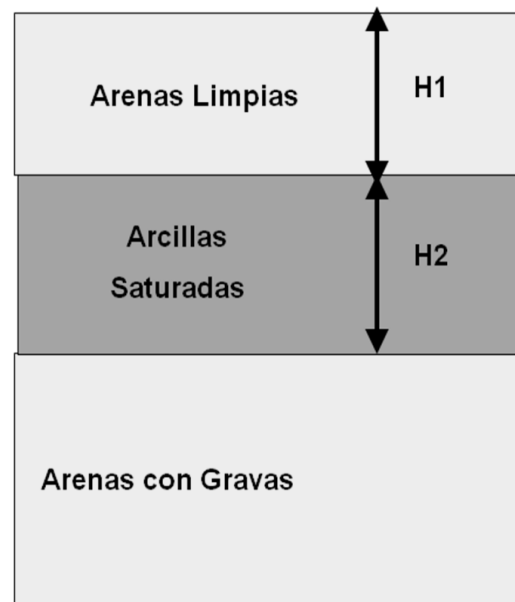 Arenas Limpias
H1
Arcillas
Saturadas
H2
Arenas con Gravas